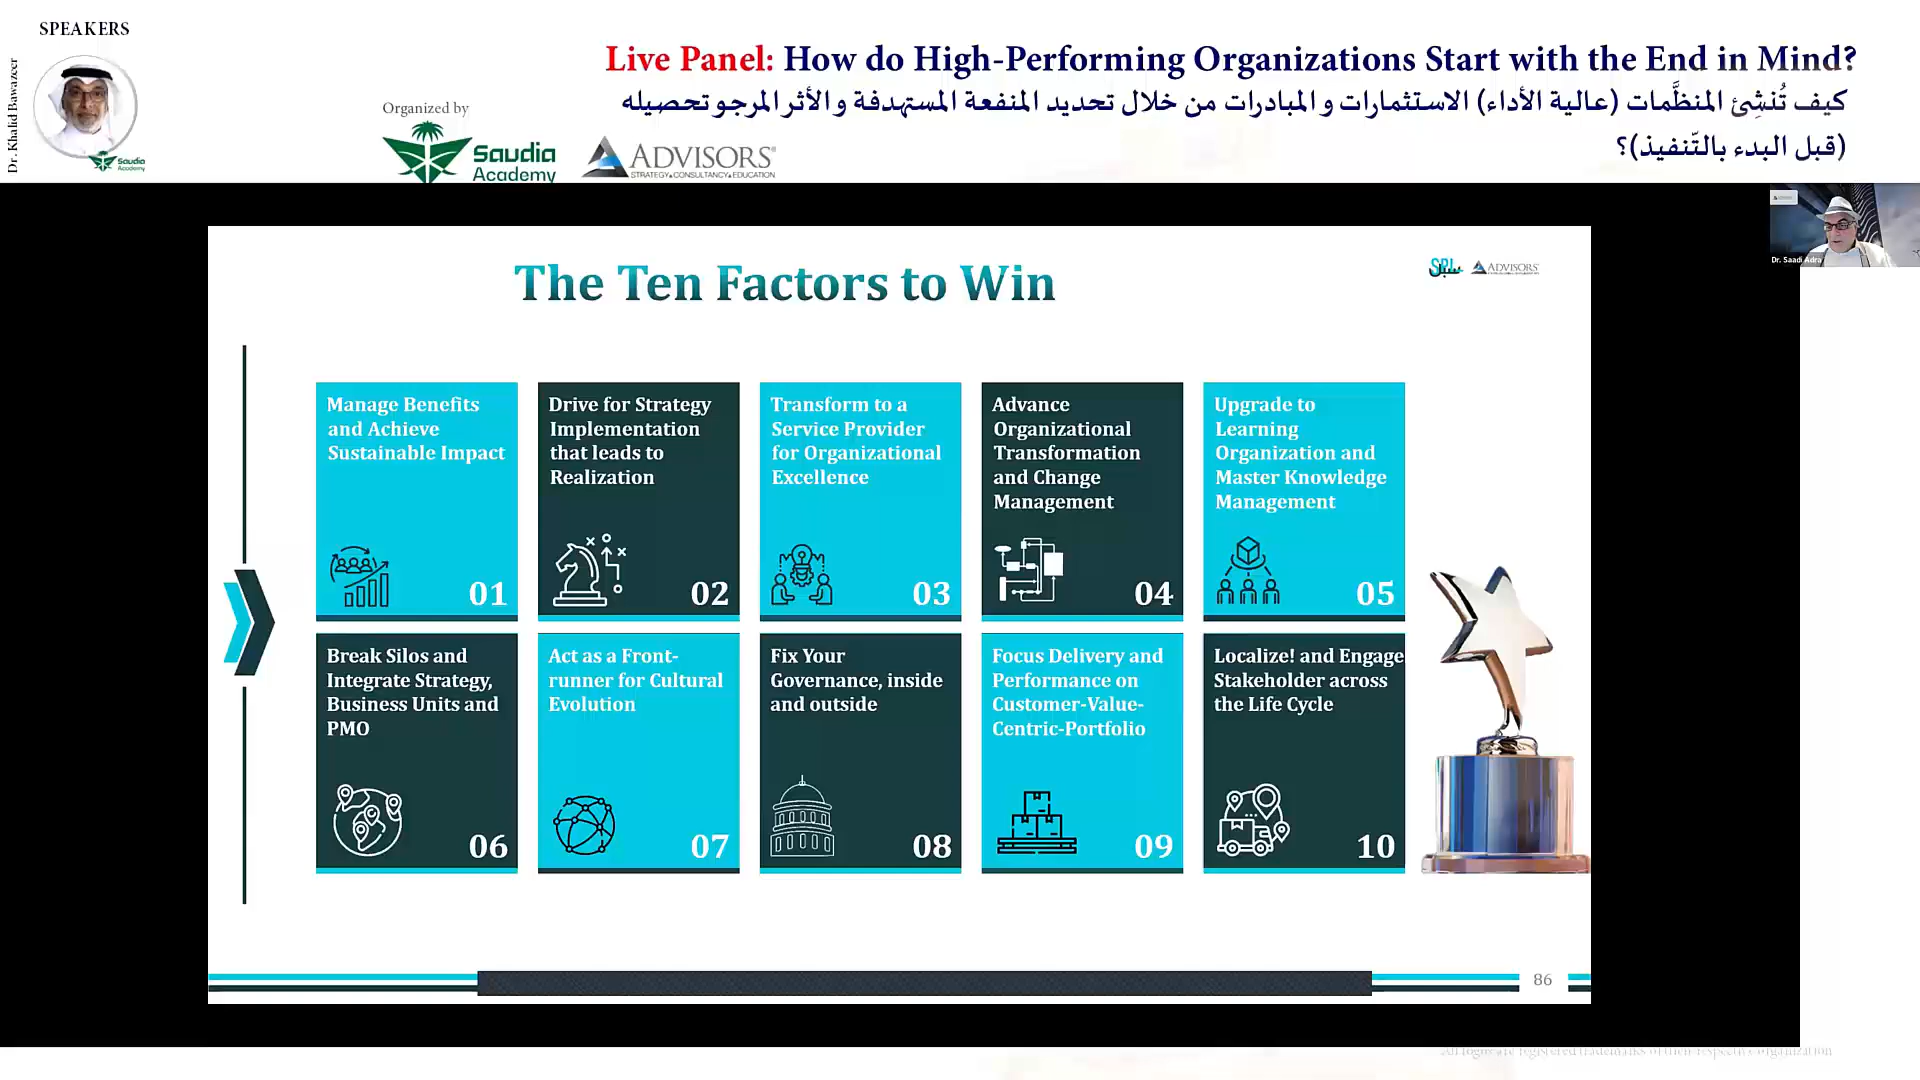 SPEAKERS
Dr. Khalid Bawazeer
Saudia
Academy
Organized by
Saudia
Academy
ADVISORS
STRATEGY▲CONSULTANCY▲EDUCATION
Live Panel: How do High-Performing Organizations Start with the End in Mind?
كيف تُنشِئ المنظَّمات (عالية الأداء) الاستثمارات والمبادرات من خلال تحديد المنفعة المستهدفة والأثر المرجو تحصيله
(قبل البدء بالتّنفيذ)؟
Dr. Saadi Adra
The Ten Factors to Win
ADVISORS
Manage Benefits
and Achieve
Sustainable Impact
01
Drive for Strategy
Implementation
that leads to
Realization
02
Transform to a
Service Provider
for Organizational
Excellence
03
Advance
Organizational
Transformation
and Change
Management
04
Upgrade to
Learning
Organization and
Master Knowledge
Management
05
Break Silos and
Integrate Strategy,
Business Units and
PMO
06
Act as a Front-
runner for Cultural
Evolution
07
Fix Your
Governance, inside
and outside
08
Focus Delivery and
Performance on
Customer-Value-
Centric-Portfolio
09
Localize! and Engage
Stakeholder across
the Life Cycle
10
86
All logos are registered trademarks of their respective organization